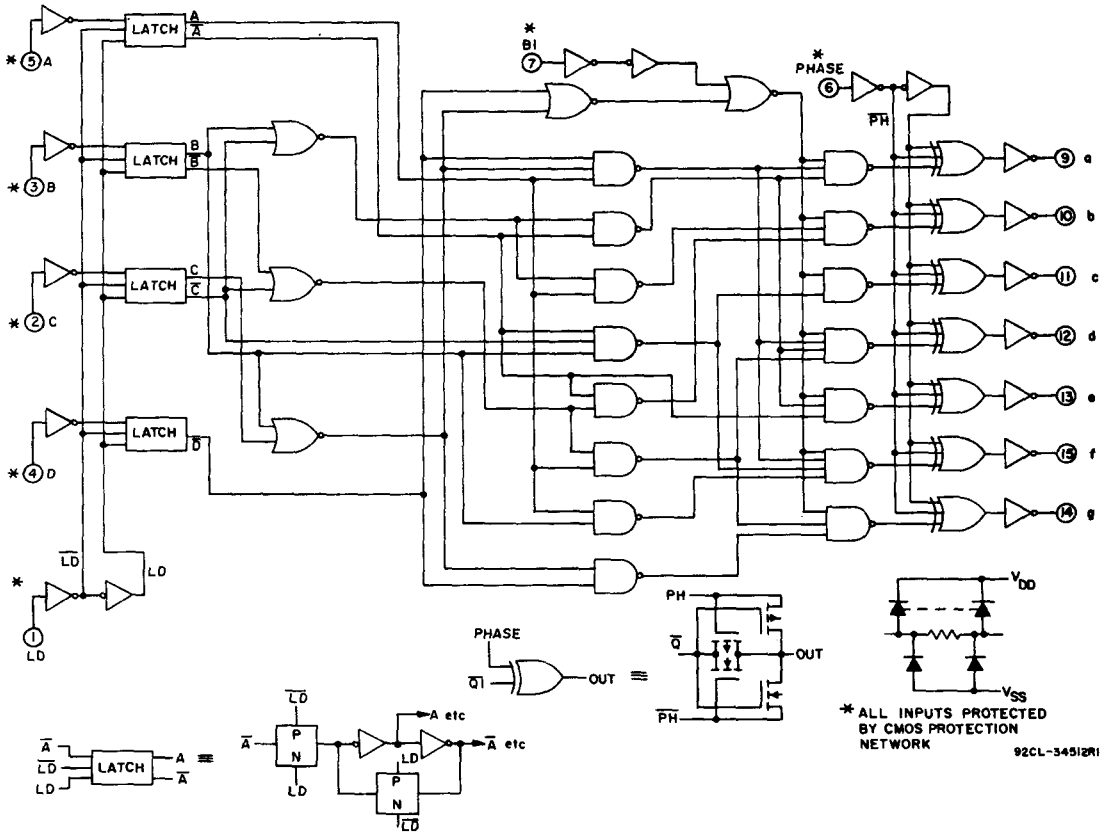 LATCH
A
A
* 5 A
* BI
7
* PHASE
6
PH
LATCH
B
B
* 3 B
LATCH
C
C
* 2 C
LATCH
D
* 4 D
9 a
10 b
11 c
12 d
13 e
15 f
14 g
LD
LD
*
1
LD
PHASE
Q1
OUT
≡
PH
Q
OUT
PH
VDD
VSS
* ALL INPUTS PROTECTED
BY CMOS PROTECTION
NETWORK
92CL-34512R1
A
LD
LD
LATCH
A
A
≡
LD
A
P
N
LD
A etc
A etc
LD
P
N
LD